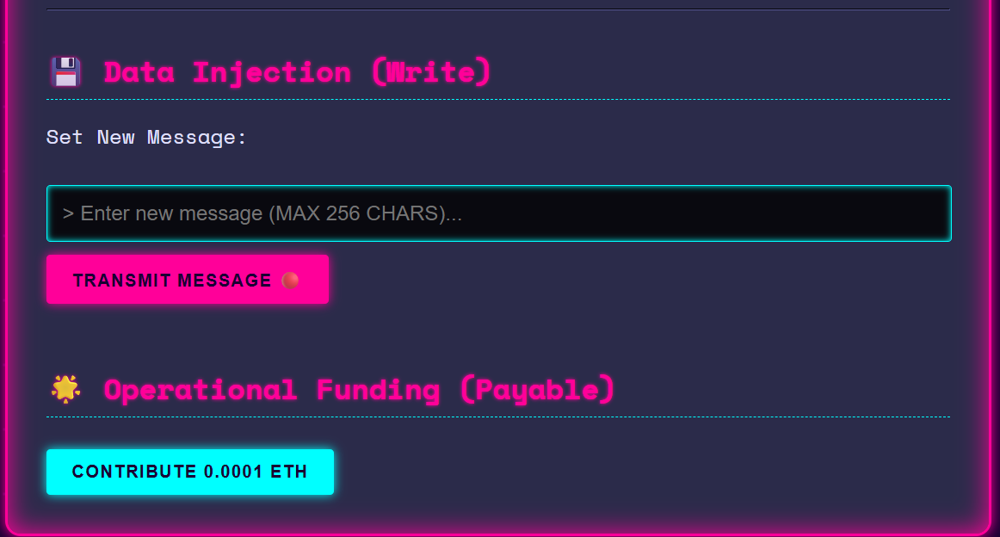 Data Injection (Write)
Set New Message:
> Enter new message (MAX 256 CHARS)...
TRANSMIT MESSAGE
Operational Funding (Payable)
CONTRIBUTE 0.0001 ETH